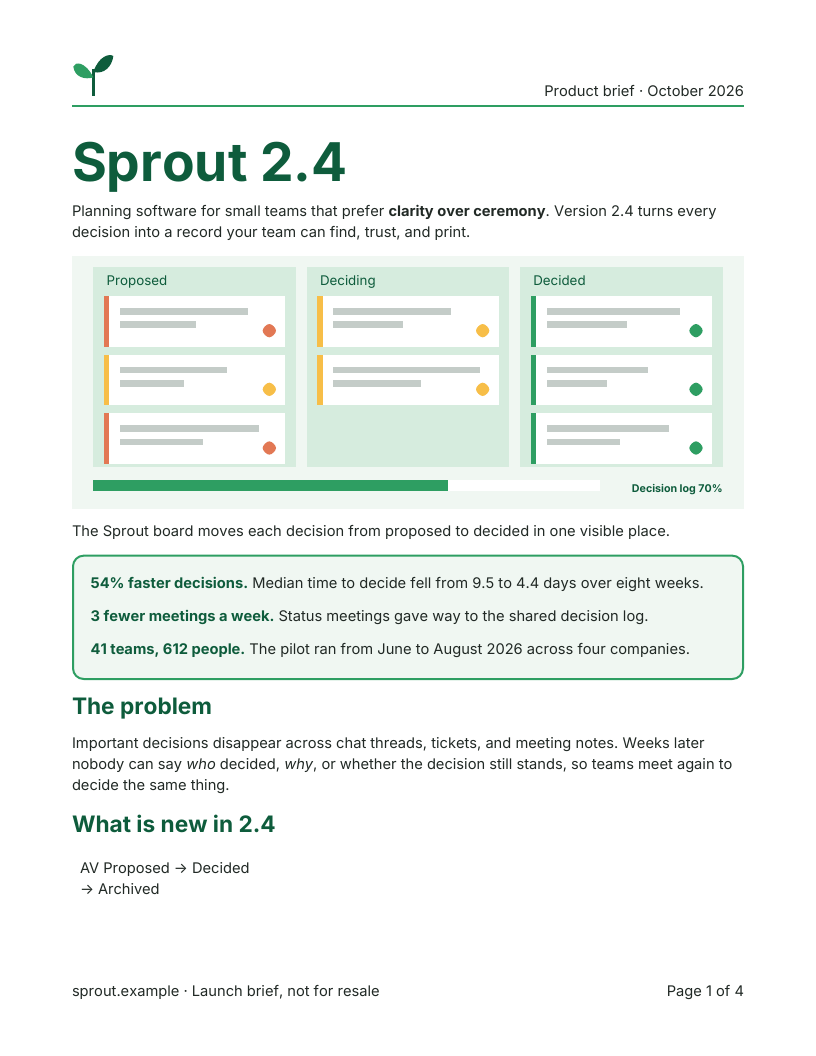 Product brief · October 2026
Sprout 2.4
Planning software for small teams that prefer clarity over ceremony. Version 2.4 turns every
decision into a record your team can find, trust, and print.
Proposed
Deciding
Decided
Decision log 70%
The Sprout board moves each decision from proposed to decided in one visible place.
54% faster decisions. Median time to decide fell from 9.5 to 4.4 days over eight weeks.
3 fewer meetings a week. Status meetings gave way to the shared decision log.
41 teams, 612 people. The pilot ran from June to August 2026 across four companies.
The problem
Important decisions disappear across chat threads, tickets, and meeting notes. Weeks later
nobody can say who decided, why, or whether the decision still stands, so teams meet again to
decide the same thing.
What is new in 2.4
AV Proposed → Decided
→ Archived
sprout.example · Launch brief, not for resale
Page 1 of 4